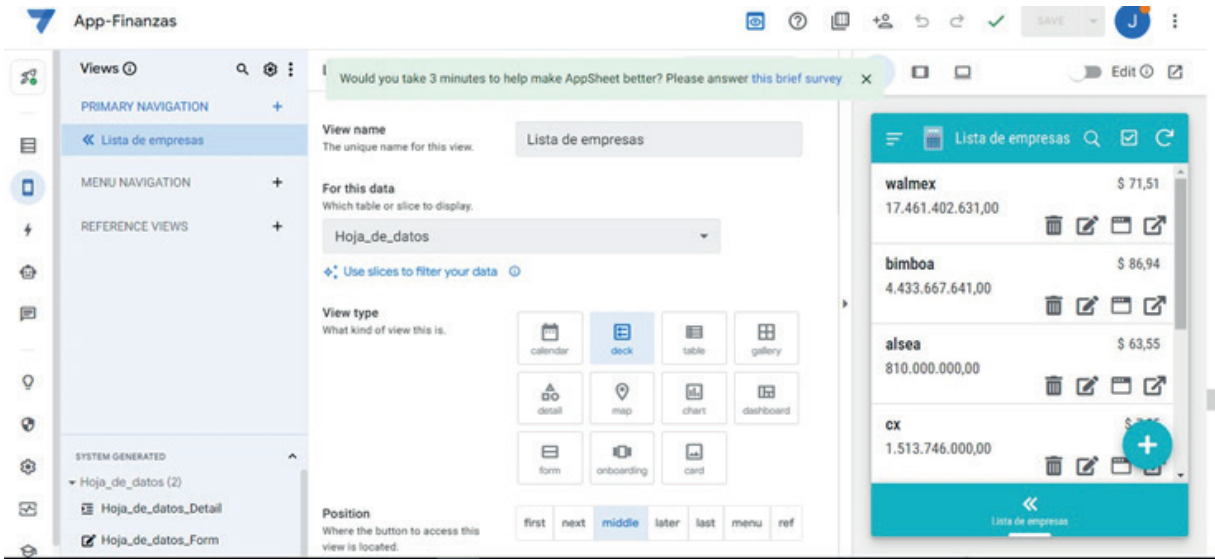 App-Finanzas
SAVE
J
Views
PRIMARY NAVIGATION +
Lista de empresas
MENU NAVIGATION +
REFERENCE VIEWS +
SYSTEM GENERATED
Hoja_de_datos (2)
Hoja_de_datos_Detail
Hoja_de_datos_Form
Would you take 3 minutes to help make AppSheet better? Please answer this brief survey
View name
The unique name for this view.
Lista de empresas
For this data
Which table or slice to display.
Hoja_de_datos
Use slices to filter your data
View type
What kind of view this is.
calendar deck table gallery
detail map chart dashboard
form onboarding card
Position
Where the button to access this
view is located.
first next middle later last menu ref
Edit
Lista de empresas
walmex $ 71,51
17.461.402.631,00
bimboa $ 86,94
4.433.667.641,00
alsea $ 63,55
810.000.000,00
cx
1.513.746.000,00
Lista de empresas